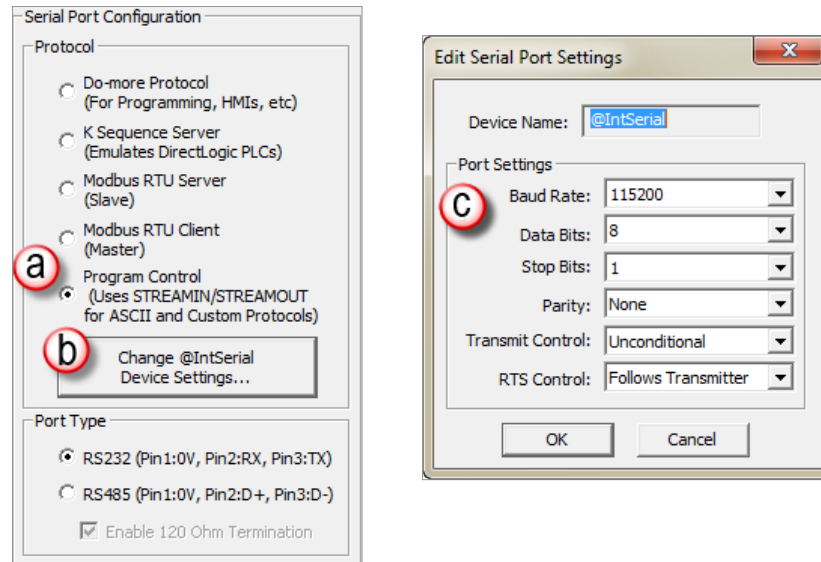 Serial Port Configuration
Protocol
Do-more Protocol
(For Programming, HMIs, etc)
K Sequence Server
(Emulates DirectLogic PLCs)
Modbus RTU Server
(Slave)
Modbus RTU Client
(Master)
a
Program Control
(Uses STREAMIN/STREAMOUT
for ASCII and Custom Protocols)
b
Change @IntSerial
Device Settings...
Port Type
RS232 (Pin1:0V, Pin2:RX, Pin3:TX)
RS485 (Pin1:0V, Pin2:D+, Pin3:D-)
Enable 120 Ohm Termination
Edit Serial Port Settings
X
Device Name: @IntSerial
Port Settings
c
Baud Rate: 115200
Data Bits: 8
Stop Bits: 1
Parity: None
Transmit Control: Unconditional
RTS Control: Follows Transmitter
OK Cancel